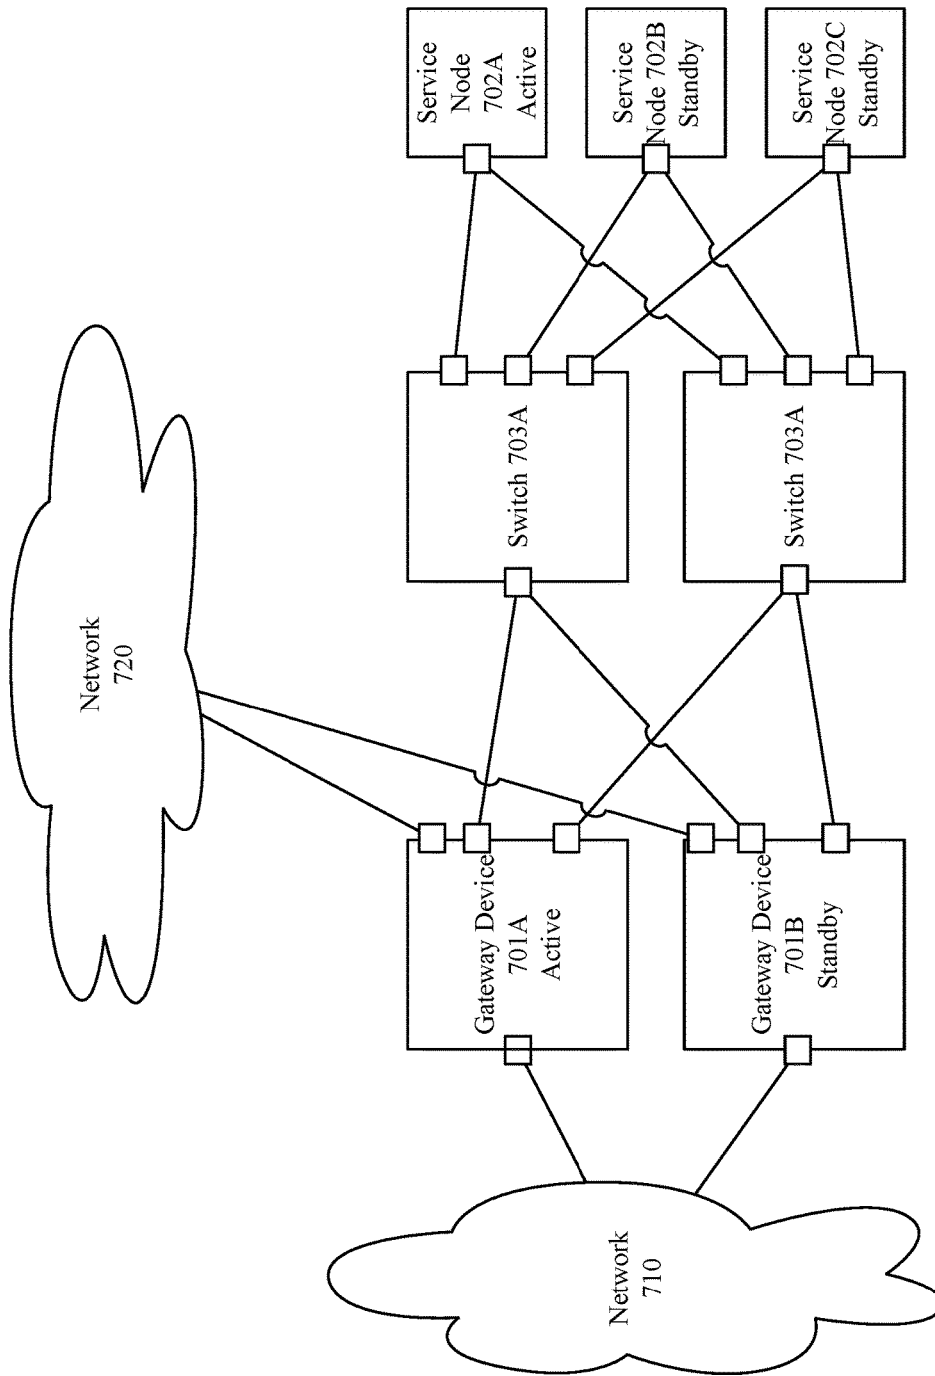 Network
720
Network
710
Gateway Device
701A
Active
Gateway Device
701B
Standby
Switch 703A
Switch 703A
Service
Node
702A
Active
Service
Node 702B
Standby
Service
Node 702C
Standby